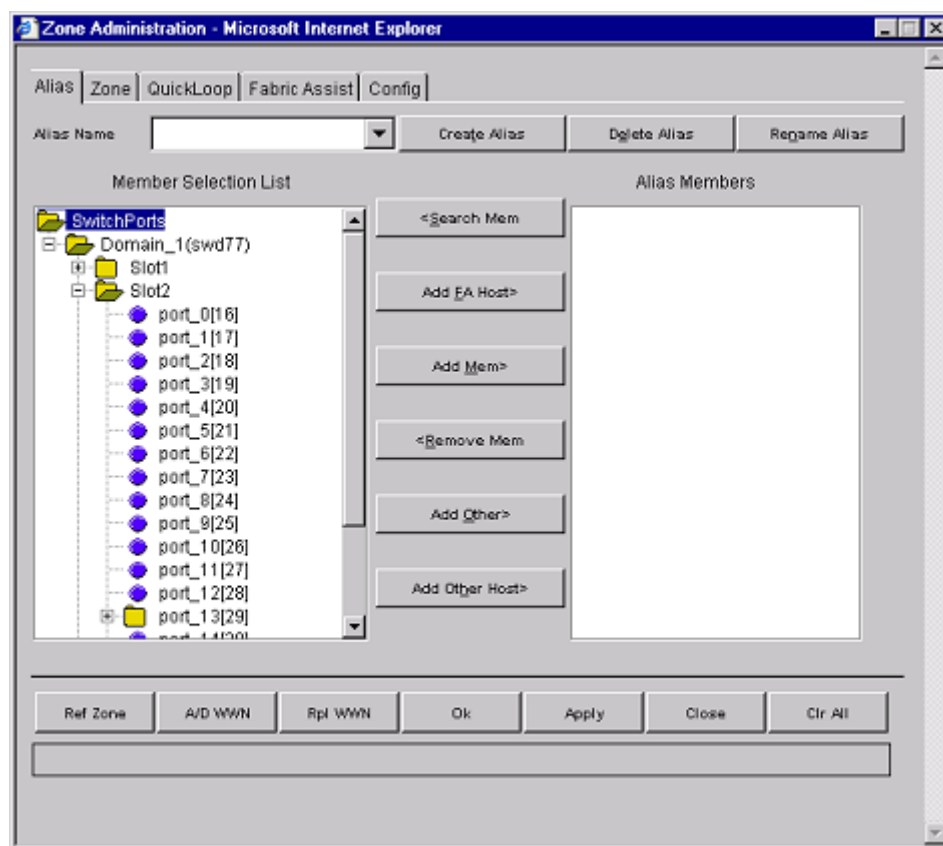 Zone Administration - Microsoft Internet Explorer
Alias Zone QuickLoop Fabric Assist Config
Alias Name Create Alias Delete Alias Rename Alias
Member Selection List Alias Members
SwitchPorts
Domain_1(swd77)
Slot1
Slot2
port_0[16]
port_1[17]
port_2[18]
port_3[19]
port_4[20]
port_5[21]
port_6[22]
port_7[23]
port_8[24]
port_9[25]
port_10[26]
port_11[27]
port_12[28]
port_13[29]
<Search Mem
Add FA Host>
Add Mem>
<Remove Mem
Add Other>
Add Other Host>
Ref Zone A/D WWN Rpl WWN Ok Apply Close Clr All